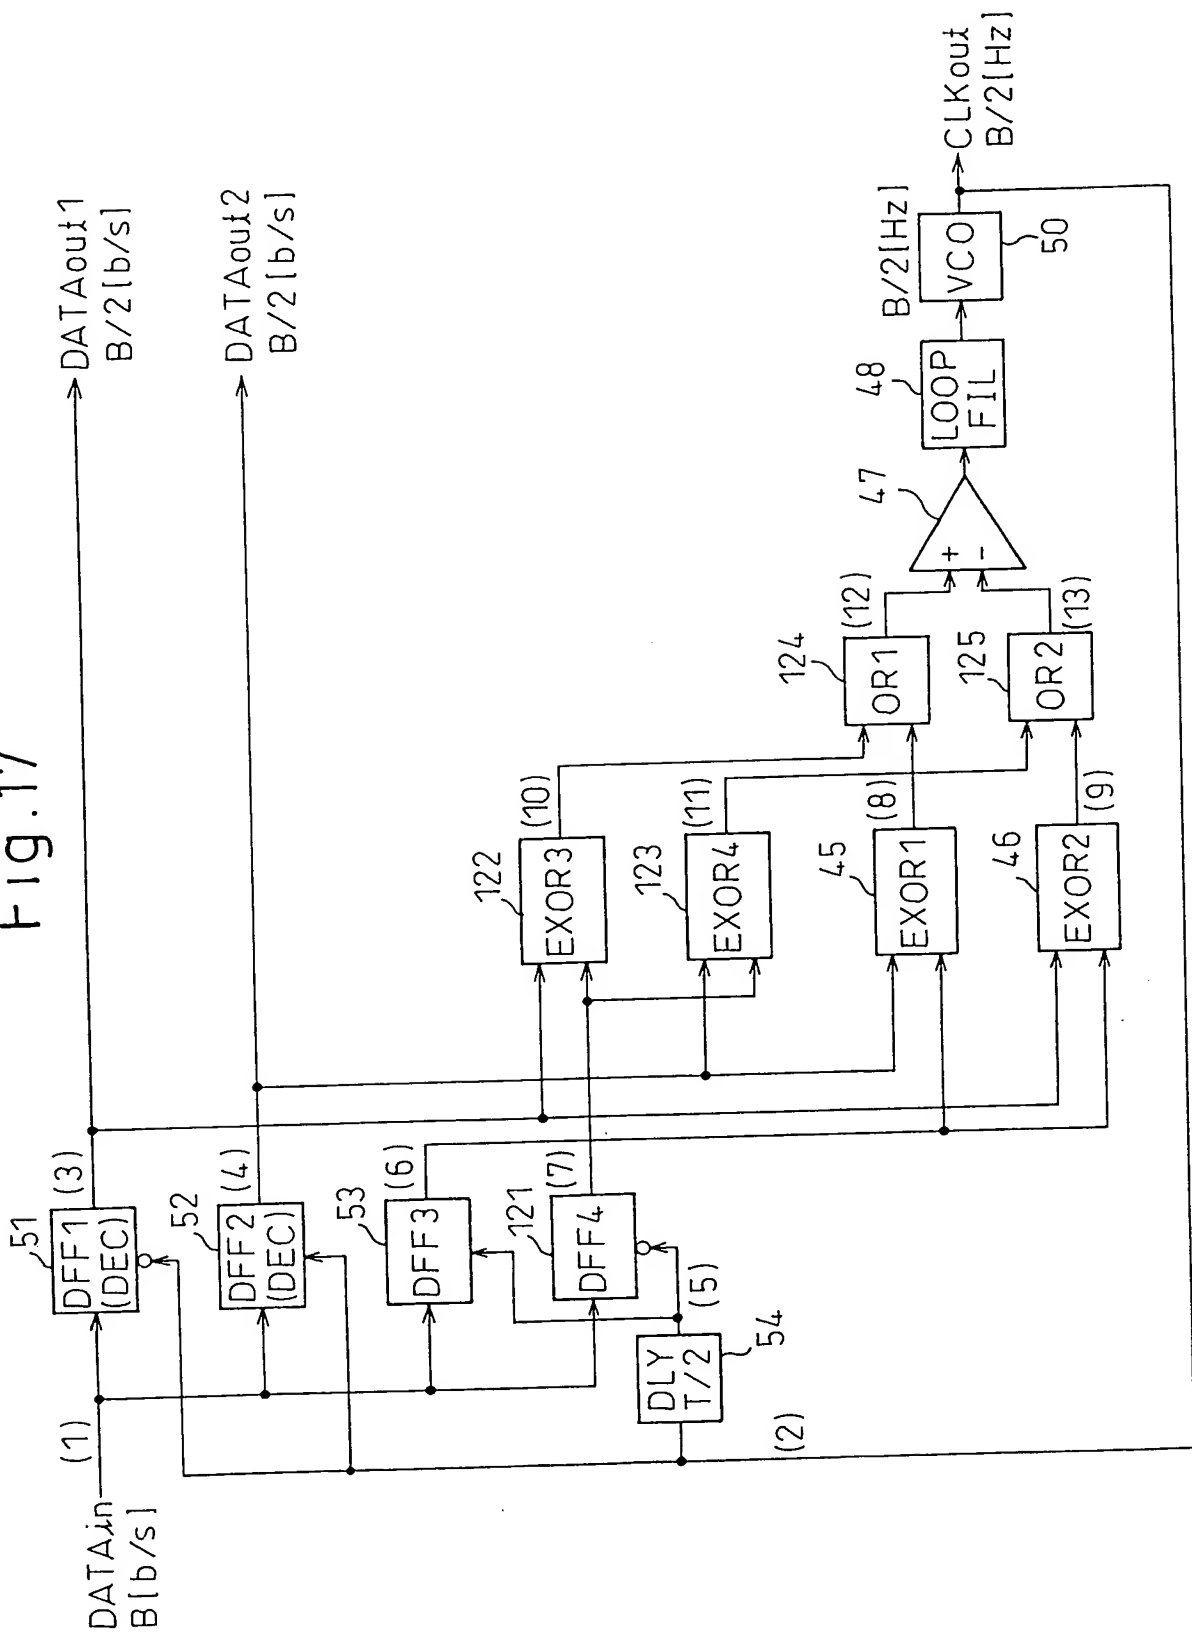 Fig.17
DATAin
B[b/s]
(1)
51
DFF1
(DEC)
(3)
DATAout1
B/2[b/s]
52
DFF2
(DEC)
(4)
DATAout2
B/2[b/s]
53
DFF3
(6)
121
DFF4
(7)
(5)
DLY
T/2
54
(2)
122
EXOR3
(10)
123
EXOR4
(11)
45
EXOR1
(8)
46
EXOR2
(9)
124
OR1
(12)
125
OR2
(13)
47
+
-
48
LOOP
FIL
B/2[Hz]
VCO
50
CLKout
B/2[Hz]